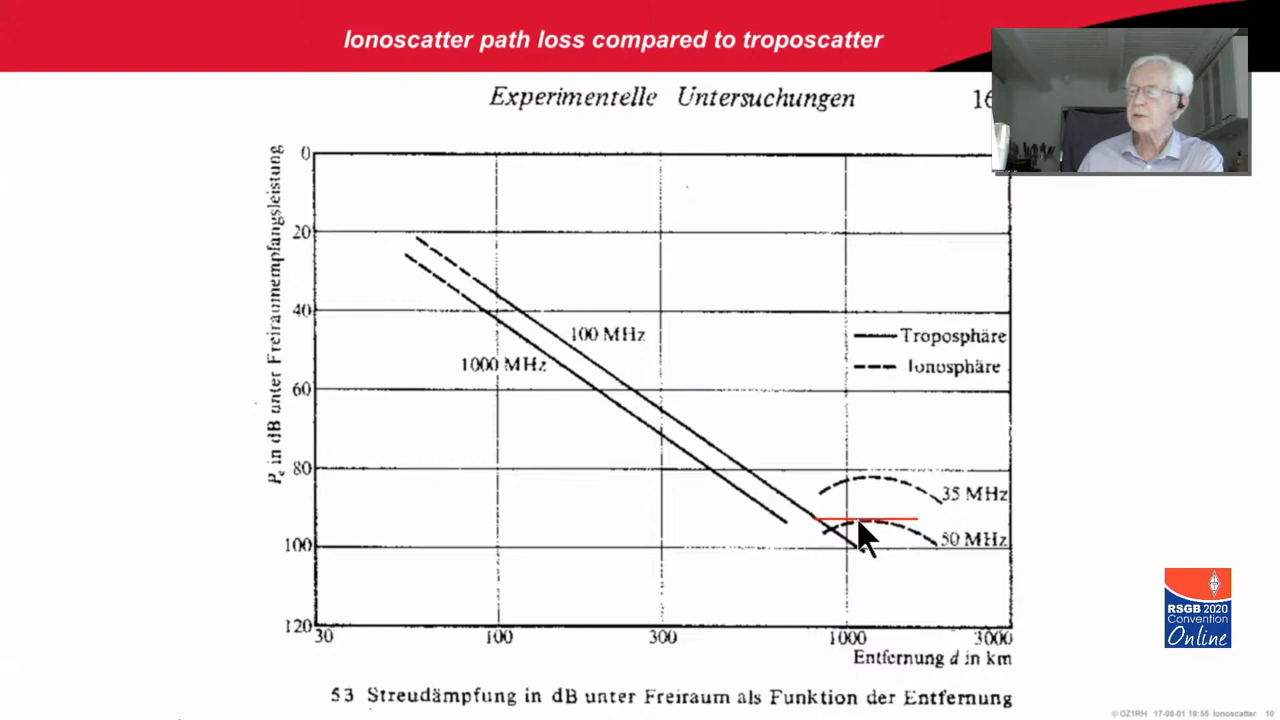 Ionoscatter path loss compared to troposcatter
Experimentelle Untersuchungen 16
Pe in dB unter Freiraumempfangsleistung
0
20
40
60
80
100
120
100 MHz
1000 MHz
Troposphäre
Ionosphäre
35 MHz
50 MHz
30 100 300 1000 3000
Entfernung d in km
53 Streudämpfung in dB unter Freiraum als Funktion der Entfernung
RSGB 2020
Convention
Online
© OZ1RH 17-08-01 18:55 Ionoscatter 10